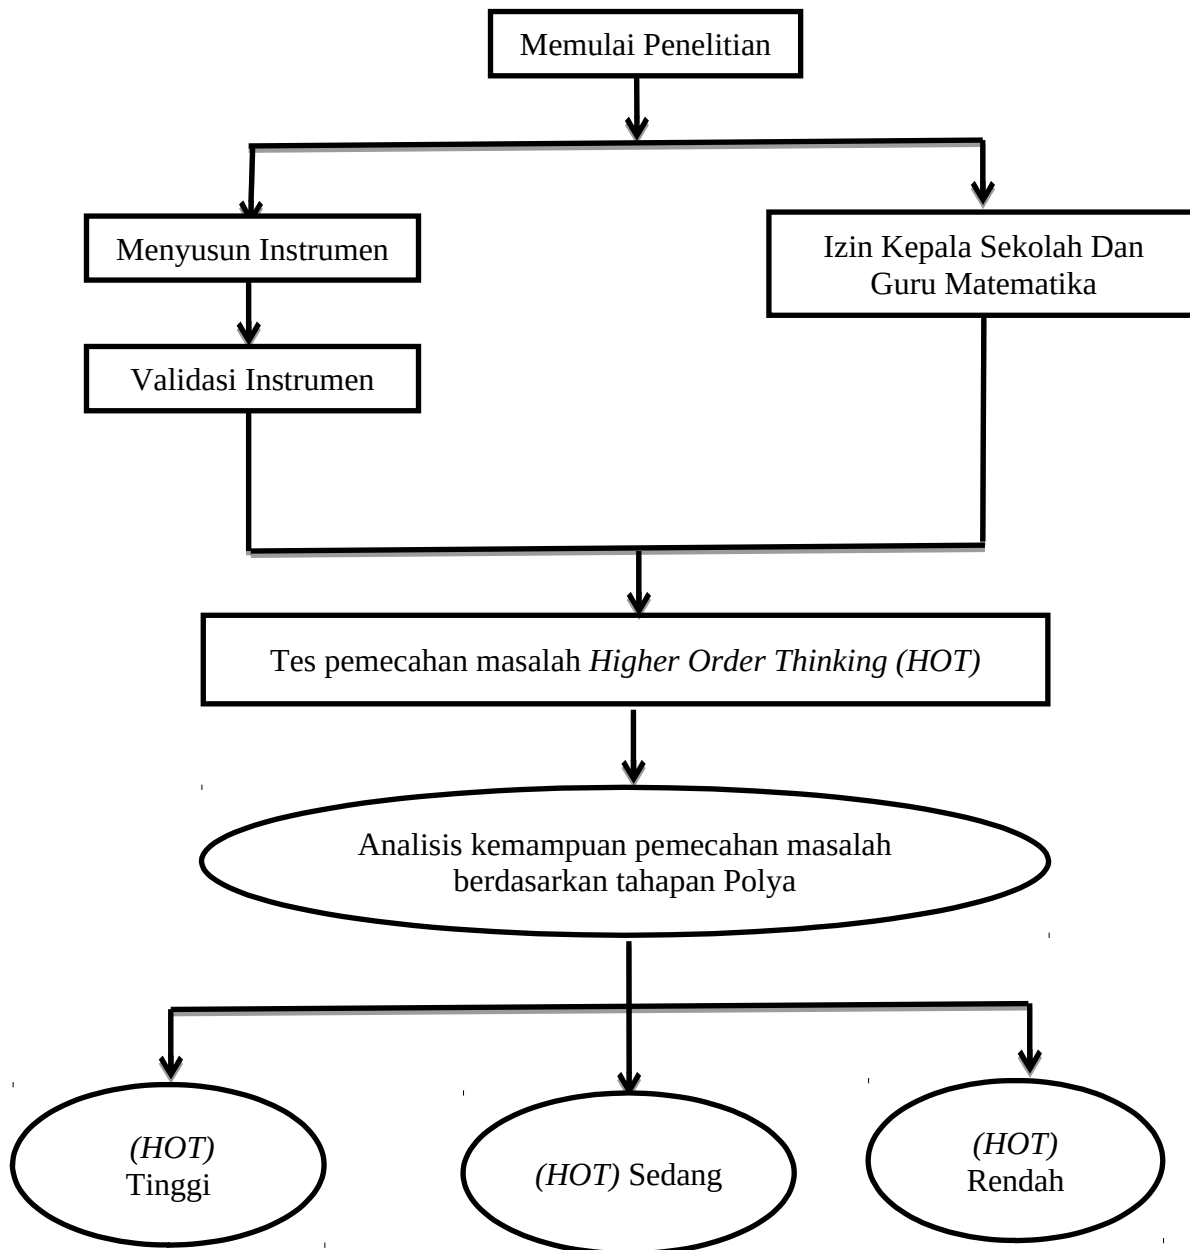 Memulai Penelitian
Menyusun Instrumen
Izin Kepala Sekolah Dan
Guru Matematika
Validasi Instrumen
Tes pemecahan masalah Higher Order Thinking (HOT)
Analisis kemampuan pemecahan masalah
berdasarkan tahapan Polya
(HOT)
Tinggi
(HOT) Sedang
(HOT)
Rendah